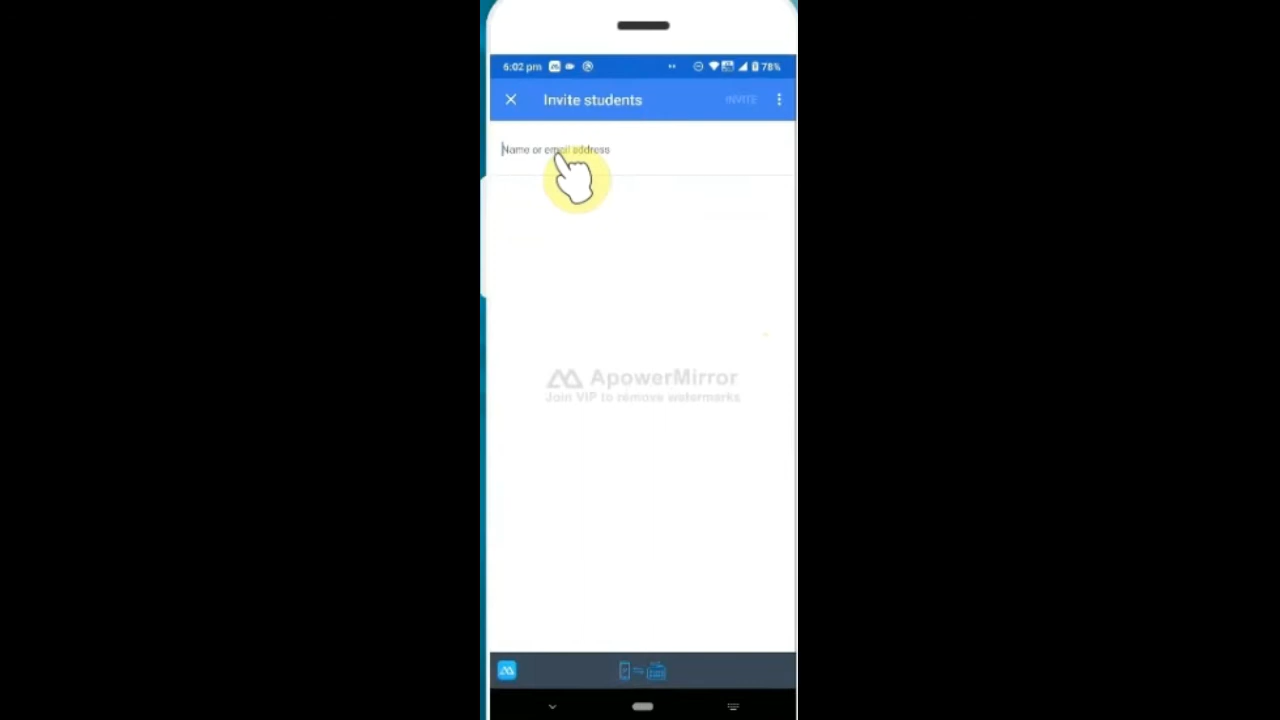 6:02 pm 78%
Invite students INVITE
Name or email address
ApowerMirror
Join VIP to remove watermarks